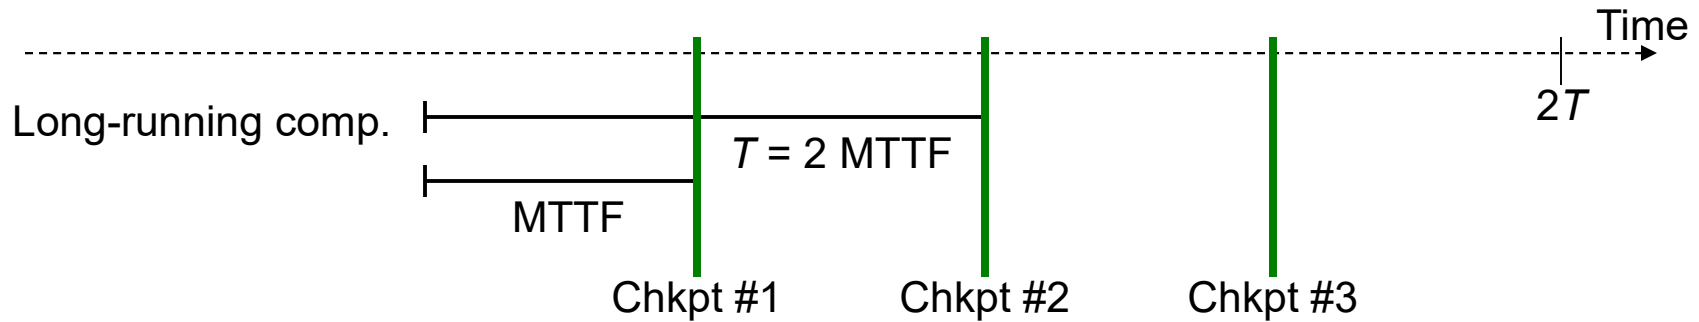 Time
2T
Long-running comp.
T = 2 MTTF
MTTF
Chkpt #1
Chkpt #2
Chkpt #3